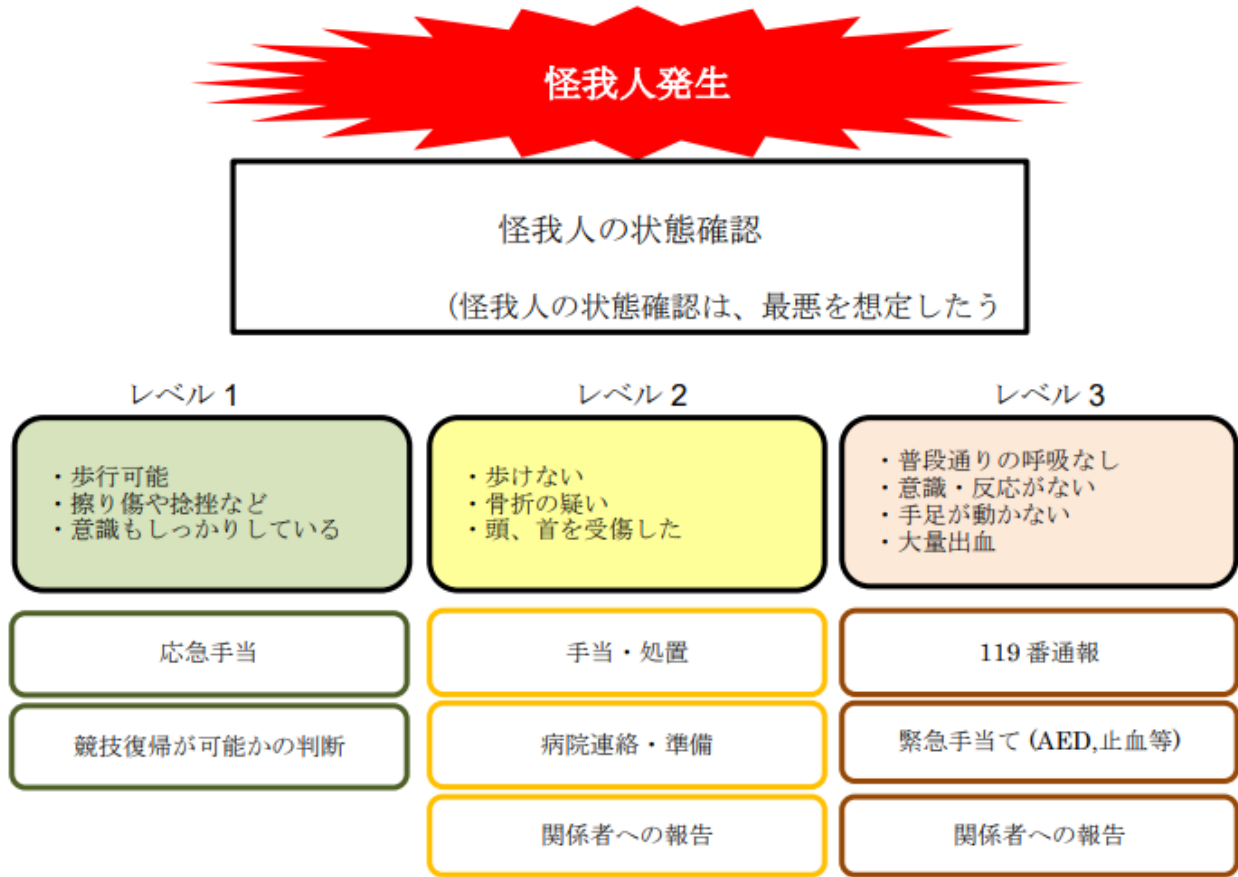 怪我人発生
怪我人の状態確認
(怪我人の状態確認は、最悪を想定したう
レベル 1
・歩行可能
・擦り傷や捻挫など
・意識もしっかりしている
応急手当
競技復帰が可能かの判断
レベル 2
・歩けない
・骨折の疑い
・頭、首を受傷した
手当・処置
病院連絡・準備
関係者への報告
レベル 3
・普段通りの呼吸なし
・意識・反応がない
・手足が動かない
・大量出血
119 番通報
緊急手当て (AED,止血等)
関係者への報告